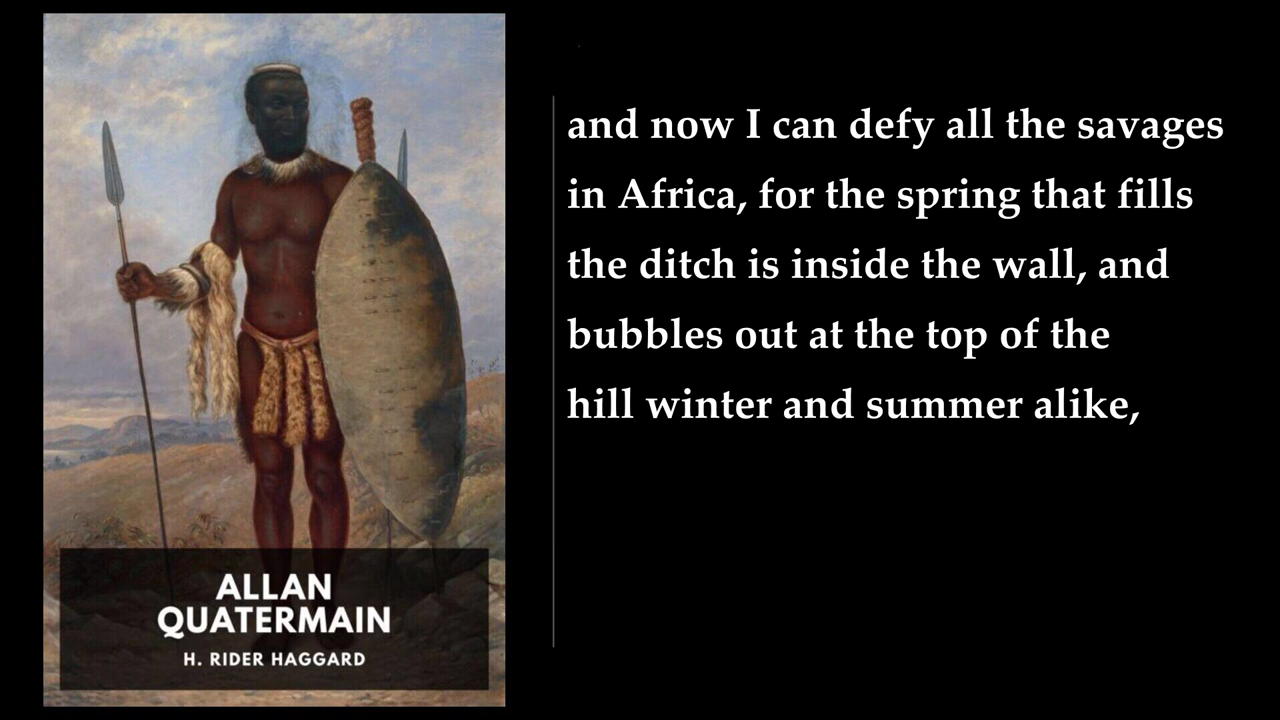 ALLAN
QUATERMAIN
H. RIDER HAGGARD
and now I can defy all the savages
in Africa, for the spring that fills
the ditch is inside the wall, and
bubbles out at the top of the
hill winter and summer alike,